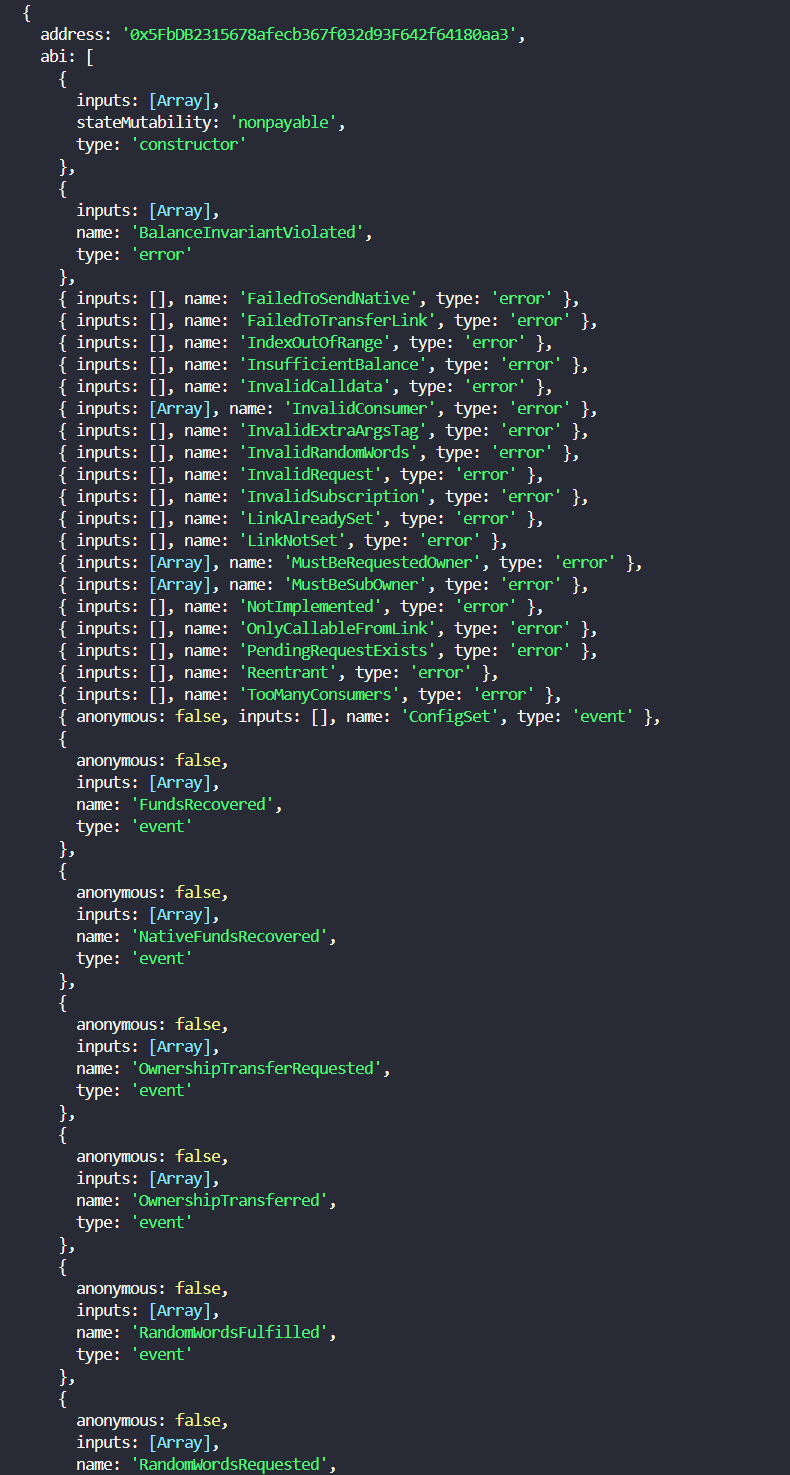 {
address: '0x5FbDB2315678afecb367f032d93F642f64180aa3',
abi: [
{
inputs: [Array],
stateMutability: 'nonpayable',
type: 'constructor'
},
{
inputs: [Array],
name: 'BalanceInvariantViolated',
type: 'error'
},
{ inputs: [], name: 'FailedToSendNative', type: 'error' },
{ inputs: [], name: 'FailedToTransferLink', type: 'error' },
{ inputs: [], name: 'IndexOutOfRange', type: 'error' },
{ inputs: [], name: 'InsufficientBalance', type: 'error' },
{ inputs: [], name: 'InvalidCalldata', type: 'error' },
{ inputs: [Array], name: 'InvalidConsumer', type: 'error' },
{ inputs: [], name: 'InvalidExtraArgsTag', type: 'error' },
{ inputs: [], name: 'InvalidRandomWords', type: 'error' },
{ inputs: [], name: 'InvalidRequest', type: 'error' },
{ inputs: [], name: 'InvalidSubscription', type: 'error' },
{ inputs: [], name: 'LinkAlreadySet', type: 'error' },
{ inputs: [], name: 'LinkNotSet', type: 'error' },
{ inputs: [Array], name: 'MustBeRequestedOwner', type: 'error' },
{ inputs: [Array], name: 'MustBeSubOwner', type: 'error' },
{ inputs: [], name: 'NotImplemented', type: 'error' },
{ inputs: [], name: 'OnlyCallableFromLink', type: 'error' },
{ inputs: [], name: 'PendingRequestExists', type: 'error' },
{ inputs: [], name: 'Reentrant', type: 'error' },
{ inputs: [], name: 'TooManyConsumers', type: 'error' },
{ anonymous: false, inputs: [], name: 'ConfigSet', type: 'event' },
{
anonymous: false,
inputs: [Array],
name: 'FundsRecovered',
type: 'event'
},
{
anonymous: false,
inputs: [Array],
name: 'NativeFundsRecovered',
type: 'event'
},
{
anonymous: false,
inputs: [Array],
name: 'OwnershipTransferRequested',
type: 'event'
},
{
anonymous: false,
inputs: [Array],
name: 'OwnershipTransferred',
type: 'event'
},
{
anonymous: false,
inputs: [Array],
name: 'RandomWordsFulfilled',
type: 'event'
},
{
anonymous: false,
inputs: [Array],
name: 'RandomWordsRequested',